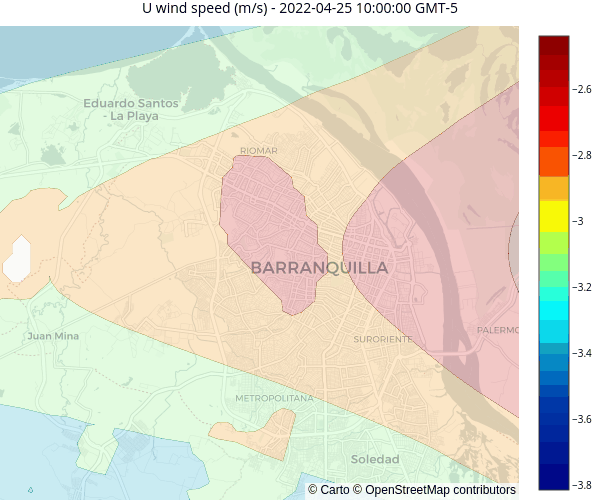 U wind speed (m/s) - 2022-04-25 10:00:00 GMT-5
Eduardo Santos
- La Playa
RIOMAR
BARRANQUILLA
Juan Mina
SURORIENTE
PALERMO
METROPOLITANA
Soledad
© Carto © OpenStreetMap contributors
−2.6
−2.8
−3
−3.2
−3.4
−3.6
−3.8